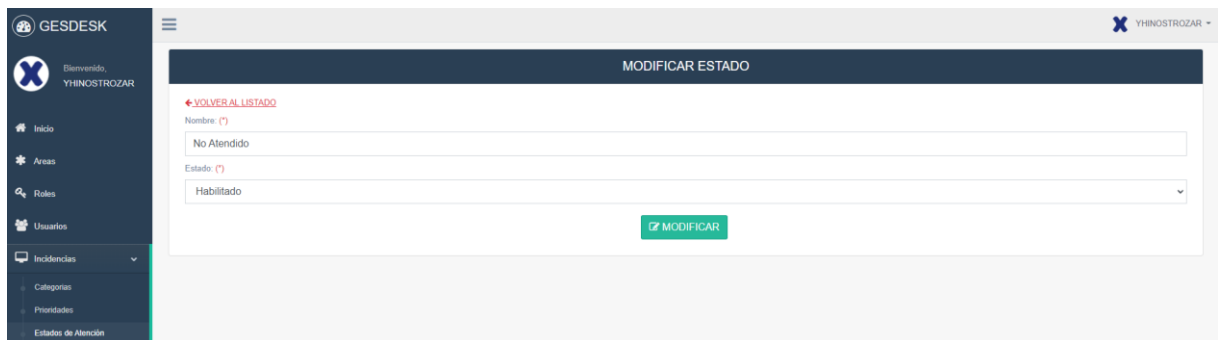 GESDESK
YHINOSTROZAR
Bienvenido,
YHINOSTROZAR
Inicio
Areas
Roles
Usuarios
Incidencias
Categorias
Prioridades
Estados de Atención
MODIFICAR ESTADO
VOLVER AL LISTADO
Nombre: (*)
No Atendido
Estado: (*)
Habilitado
MODIFICAR